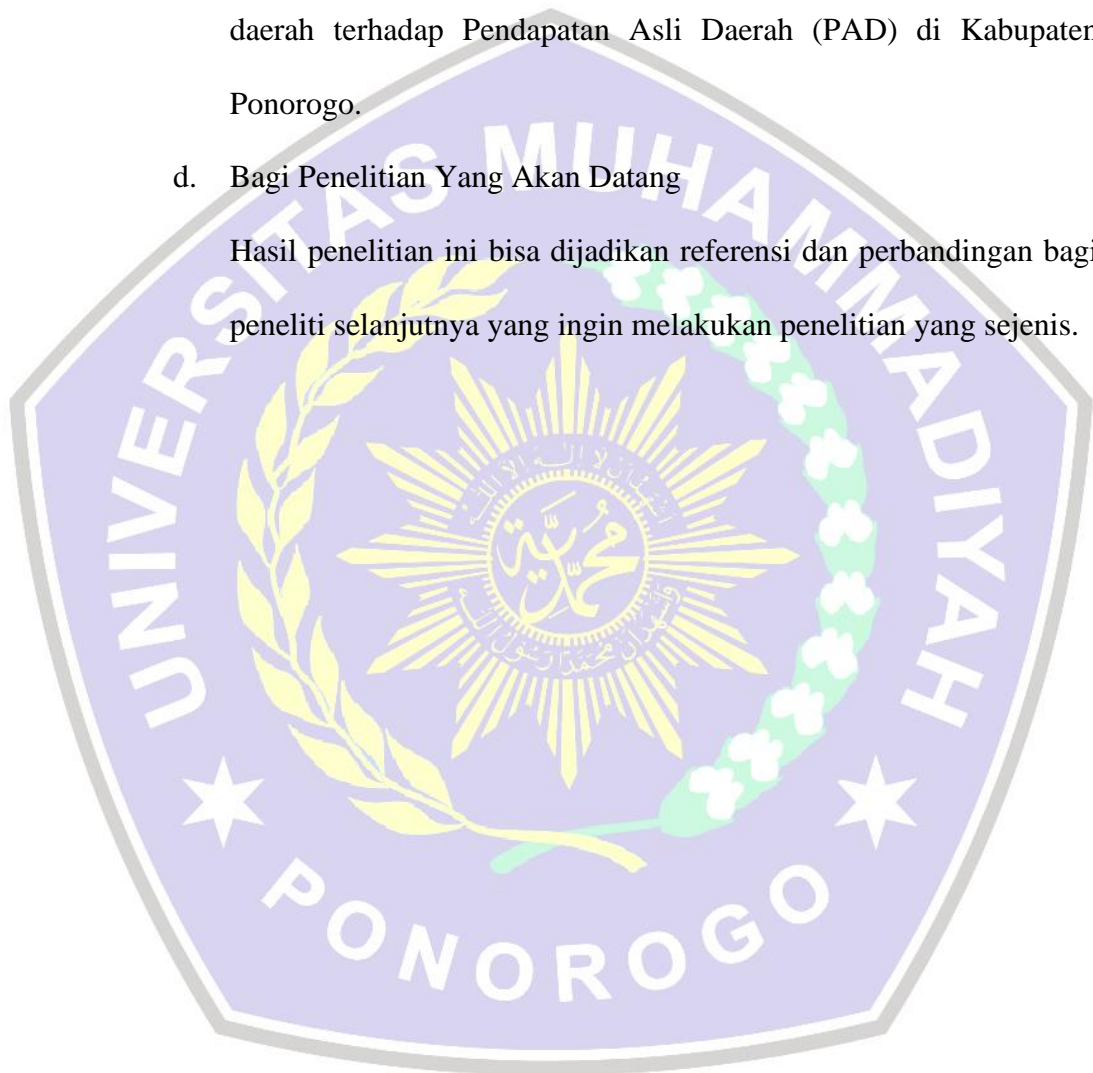 daerah terhadap Pendapatan Asli Daerah (PAD) di Kabupaten
Ponorogo.
d. Bagi Penelitian Yang Akan Datang
Hasil penelitian ini bisa dijadikan referensi dan perbandingan bagi
peneliti selanjutnya yang ingin melakukan penelitian yang sejenis.
UNIVERSITAS MUHAMMADIYAH
محمدية
PONOROGO